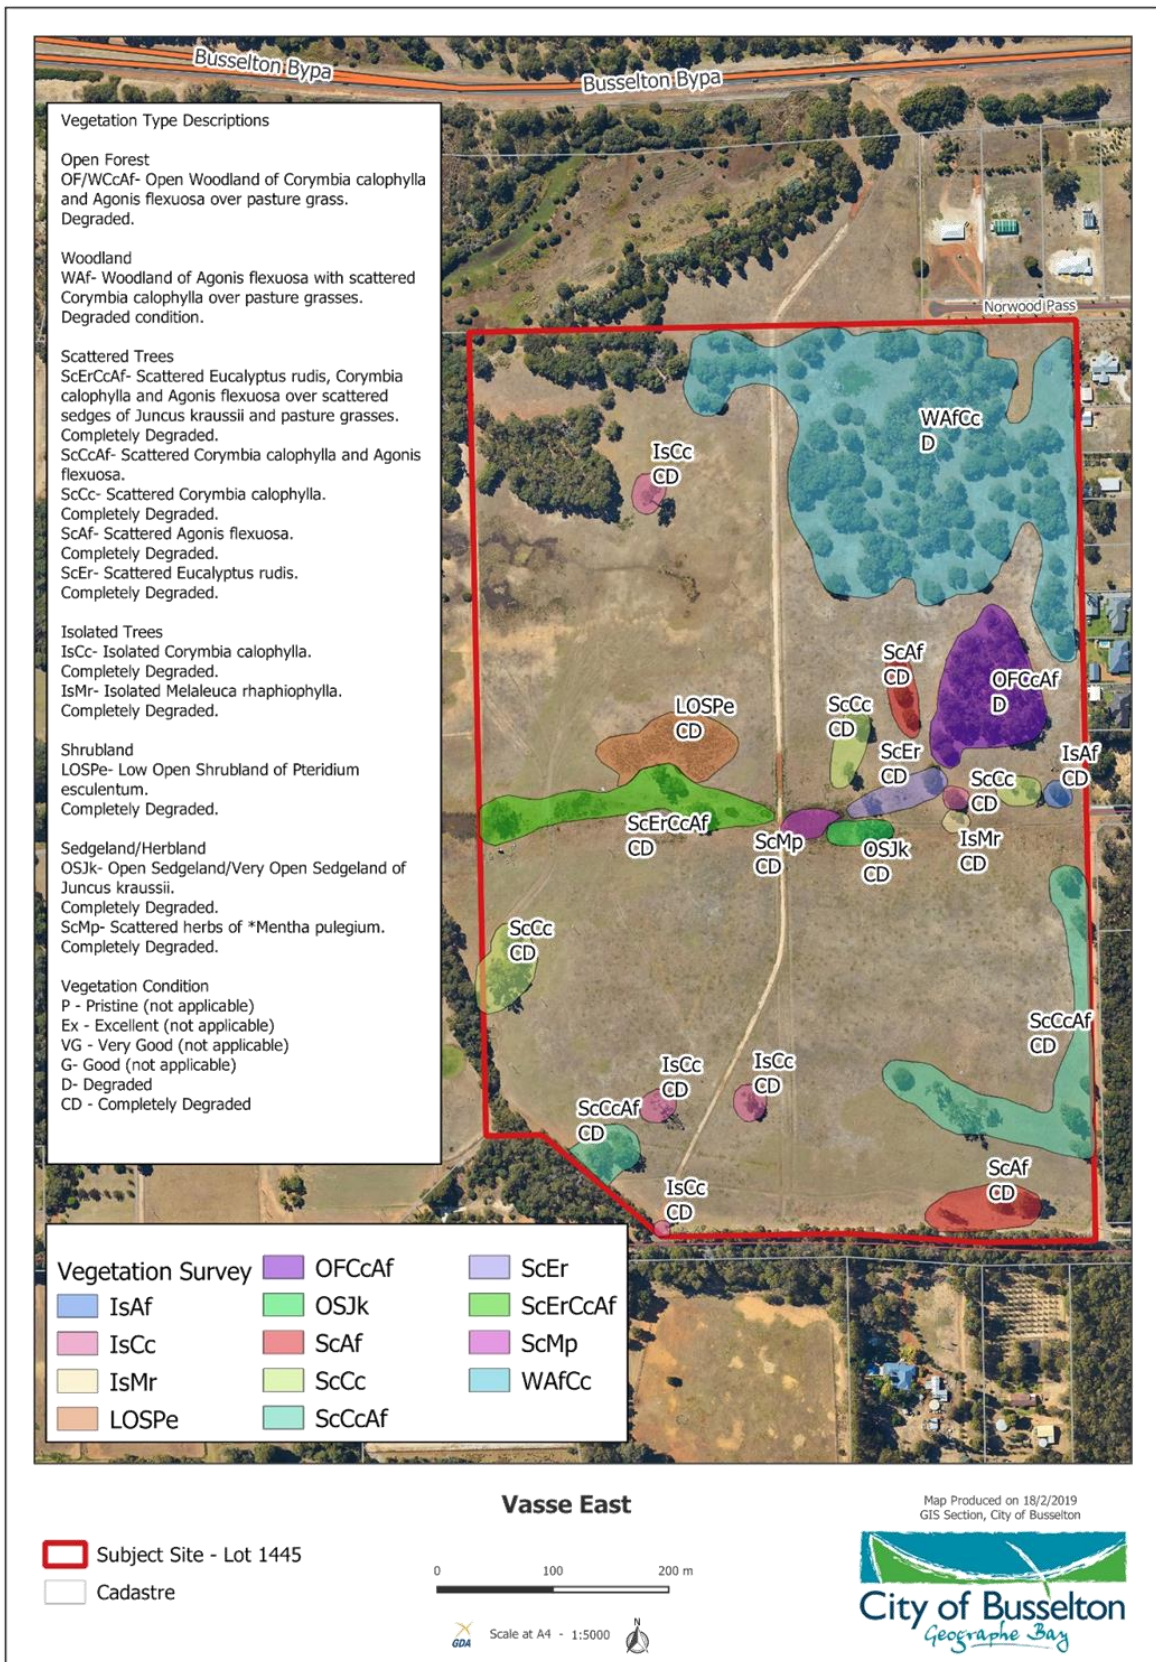 Busselton Bypa
Busselton Bypa
Vegetation Type Descriptions
Open Forest
OF/WCcAf- Open Woodland of Corymbia calophylla
and Agonis flexuosa over pasture grass.
Degraded.
Woodland
WAf- Woodland of Agonis flexuosa with scattered
Corymbia calophylla over pasture grasses.
Degraded condition.
Scattered Trees
ScErCcAf- Scattered Eucalyptus rudis, Corymbia
calophylla and Agonis flexuosa over scattered
sedges of Juncus kraussii and pasture grasses.
Completely Degraded.
ScCcAf- Scattered Corymbia calophylla and Agonis
flexuosa.
ScCc- Scattered Corymbia calophylla.
Completely Degraded.
ScAf- Scattered Agonis flexuosa.
Completely Degraded.
ScEr- Scattered Eucalyptus rudis.
Completely Degraded.
Isolated Trees
IsCc- Isolated Corymbia calophylla.
Completely Degraded.
IsMr- Isolated Melaleuca rhaphiophylla.
Completely Degraded.
Shrubland
LOSPe- Low Open Shrubland of Pteridium
esculentum.
Completely Degraded.
Sedgeland/Herbland
OSJk- Open Sedgeland/Very Open Sedgeland of
Juncus kraussii.
Completely Degraded.
ScMp- Scattered herbs of *Mentha pulegium.
Completely Degraded.
Vegetation Condition
P - Pristine (not applicable)
Ex - Excellent (not applicable)
VG - Very Good (not applicable)
G- Good (not applicable)
D- Degraded
CD - Completely Degraded
Norwood Pass
WAfCc
D
IsCc
CD
ScAf
CD
OFCcAf
D
LOSPe
CD
ScCc
CD
ScEr
CD
IsAf
CD
ScCc
CD
ScErCcAf
CD
ScMp
CD
OSJk
CD
IsMr
CD
ScCc
CD
ScCcAf
CD
IsCc
CD
IsCc
CD
ScCcAf
CD
ScAf
CD
IsCc
CD
Vegetation Survey
IsAf
IsCc
IsMr
LOSPe
OFCcAf
OSJk
ScAf
ScCc
ScCcAf
ScEr
ScErCcAf
ScMp
WAfCc
Vasse East
Map Produced on 18/2/2019
GIS Section, City of Busselton
Subject Site - Lot 1445
Cadastre
0 100 200 m
GDA
Scale at A4 - 1:5000
N
City of Busselton
Geographe Bay